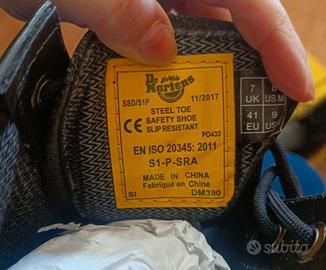 Dr. Martens
AirWair
SSD/S1P 11/2017
STEEL TOE
SAFETY SHOE
SLIP RESISTANT
CE
PO432
EN ISO 20345: 2011
S1-P-SRA
MADE IN CHINA
Fabriqué en Chine
SI DM390
7 UK
41 EU
8 US M
9
subito